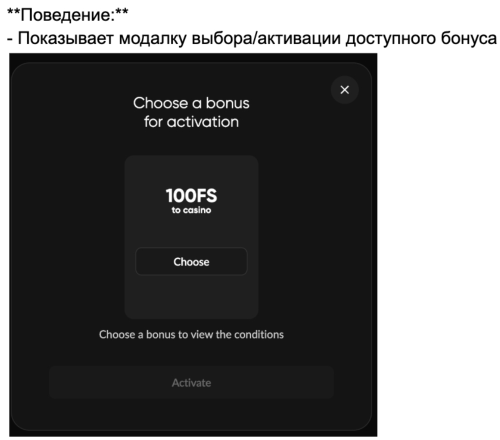 **Поведение:**
- Показывает модалку выбора/активации доступного бонуса
Choose a bonus
for activation
100FS
to casino
Choose
Choose a bonus to view the conditions
Activate